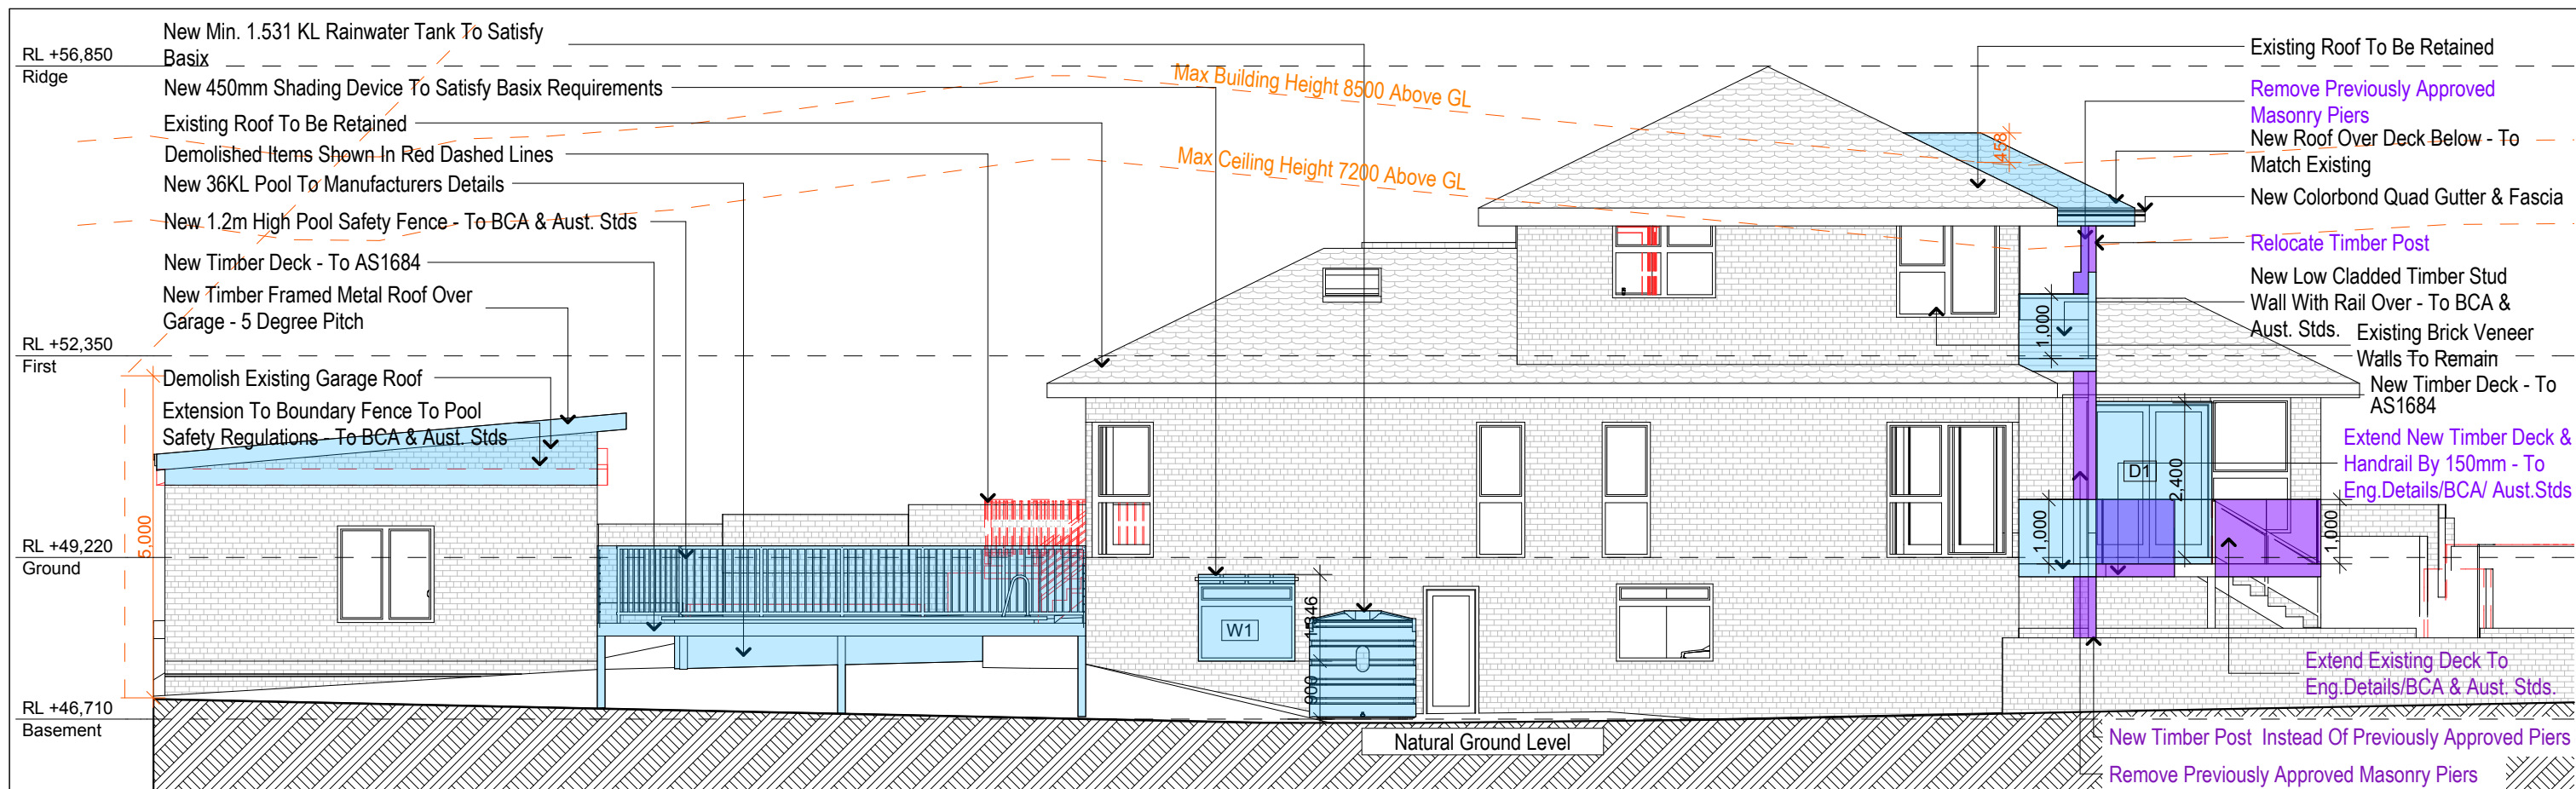 New Min. 1.531 KL Rainwater Tank To Satisfy
Basix
New 450mm Shading Device To Satisfy Basix Requirements
Existing Roof To Be Retained
Demolished Items Shown In Red Dashed Lines
New 36KL Pool To Manufacturers Details
New 1.2m High Pool Safety Fence - To BCA & Aust. Stds
New Timber Deck - To AS1684
New Timber Framed Metal Roof Over
Garage - 5 Degree Pitch
Demolish Existing Garage Roof
Extension To Boundary Fence To Pool
Safety Regulations - To BCA & Aust. Stds
RL +56,850
Ridge
RL +52,350
First
RL +49,220
Ground
RL +46,710
Basement
5,000
Max Building Height 8500 Above GL
Max Ceiling Height 7200 Above GL
458
W1
1,346
900
Natural Ground Level
1,000
D1
2,400
1,000
1,000
Existing Roof To Be Retained
Remove Previously Approved
Masonry Piers
New Roof Over Deck Below - To
Match Existing
New Colorbond Quad Gutter & Fascia
Relocate Timber Post
New Low Cladded Timber Stud
Wall With Rail Over - To BCA &
Aust. Stds.
Existing Brick Veneer
Walls To Remain
New Timber Deck - To
AS1684
Extend New Timber Deck &
Handrail By 150mm - To
Eng.Details/BCA/ Aust.Stds
Extend Existing Deck To
Eng.Details/BCA & Aust. Stds.
New Timber Post Instead Of Previously Approved Piers
Remove Previously Approved Masonry Piers